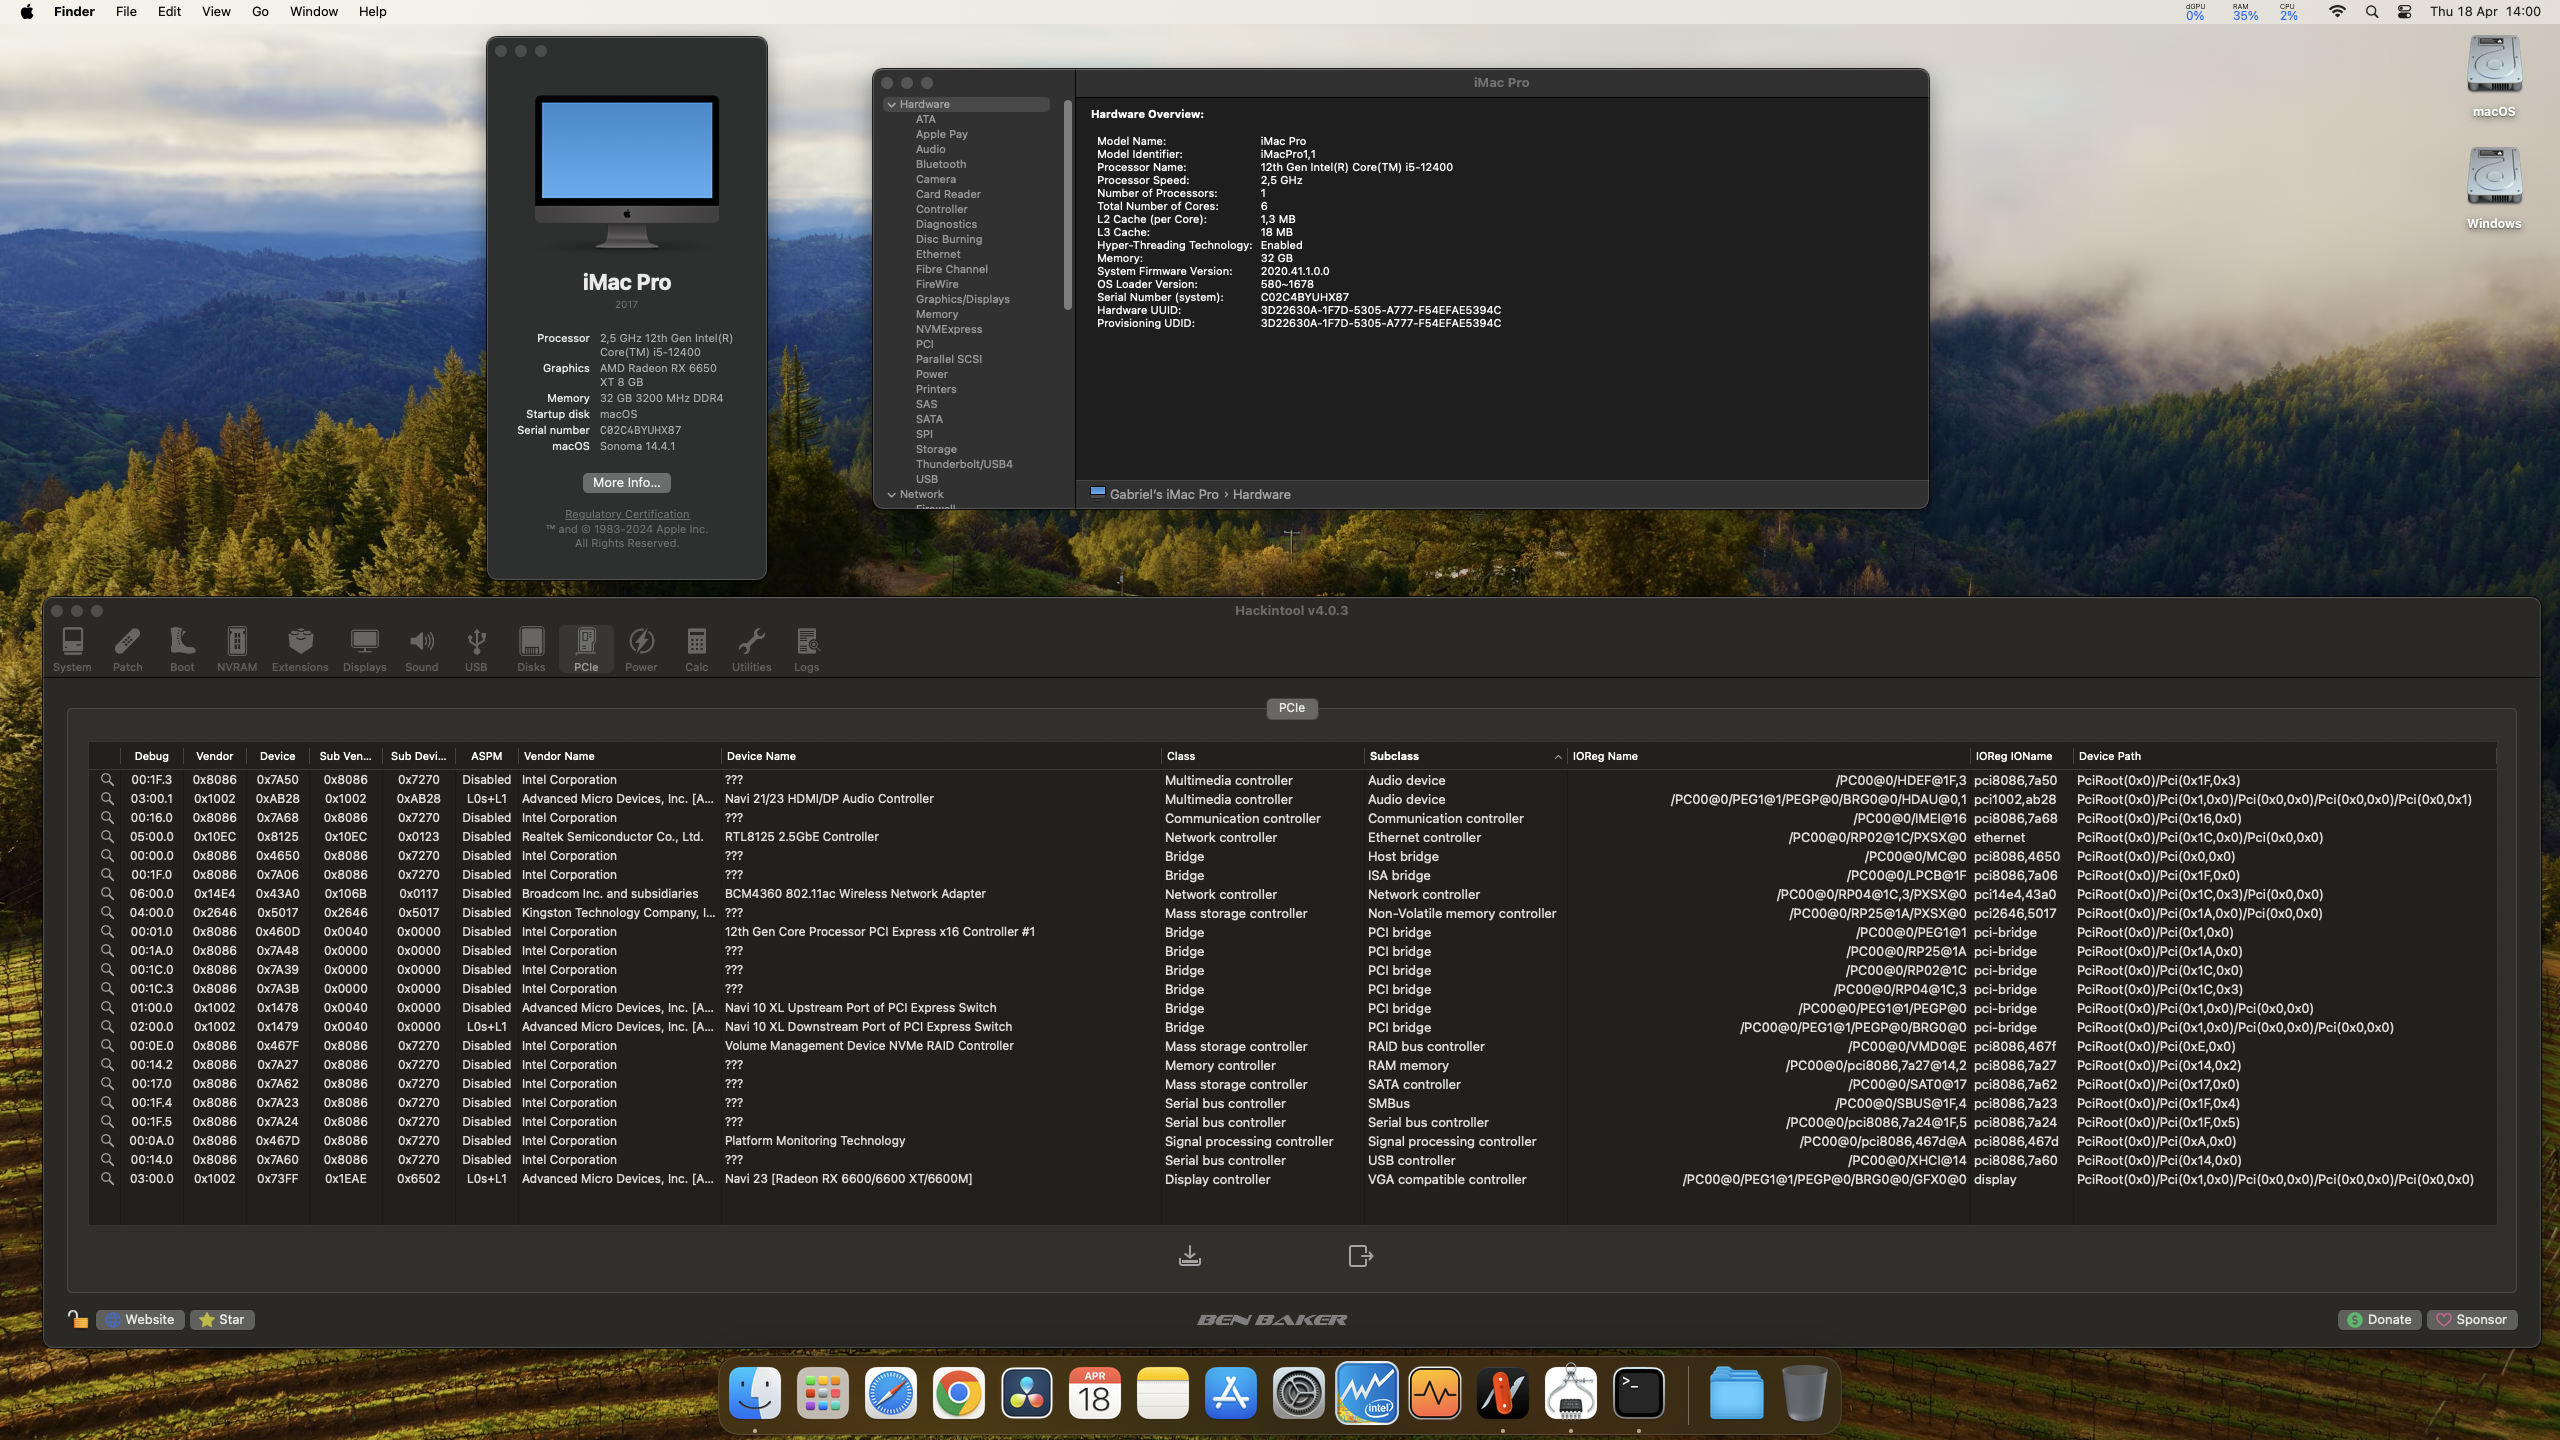 Finder File Edit View Go Window Help
dGPU 0% RAM 35% CPU 2% Thu 18 Apr 14:00
macOS
Windows
iMac Pro
2017
Processor 2,5 GHz 12th Gen Intel(R)
Core(TM) i5-12400
Graphics AMD Radeon RX 6650
XT 8 GB
Memory 32 GB 3200 MHz DDR4
Startup disk macOS
Serial number C02C4BYUHX87
macOS Sonoma 14.4.1
More Info...
Regulatory Certification
™ and © 1983-2024 Apple Inc.
All Rights Reserved.
iMac Pro
Hardware
ATA
Apple Pay
Audio
Bluetooth
Camera
Card Reader
Controller
Diagnostics
Disc Burning
Ethernet
Fibre Channel
FireWire
Graphics/Displays
Memory
NVMExpress
PCI
Parallel SCSI
Power
Printers
SAS
SATA
SPI
Storage
Thunderbolt/USB4
USB
Network
Firewall
Hardware Overview:
Model Name: iMac Pro
Model Identifier: iMacPro1,1
Processor Name: 12th Gen Intel(R) Core(TM) i5-12400
Processor Speed: 2,5 GHz
Number of Processors: 1
Total Number of Cores: 6
L2 Cache (per Core): 1,3 MB
L3 Cache: 18 MB
Hyper-Threading Technology: Enabled
Memory: 32 GB
System Firmware Version: 2020.41.1.0.0
OS Loader Version: 580~1678
Serial Number (system): C02C4BYUHX87
Hardware UUID: 3D22630A-1F7D-5305-A777-F54EFAE5394C
Provisioning UDID: 3D22630A-1F7D-5305-A777-F54EFAE5394C
Gabriel's iMac Pro › Hardware
Hackintool v4.0.3
System Patch Boot NVRAM Extensions Displays Sound USB Disks PCIe Power Calc Utilities Logs
PCIe
Debug Vendor Device Sub Ven... Sub Devi... ASPM Vendor Name Device Name Class Subclass IOReg Name IOReg IOName Device Path
00:1F.3 0x8086 0x7A50 0x8086 0x7270 Disabled Intel Corporation ??? Multimedia controller Audio device /PC00@0/HDEF@1F,3 pci8086,7a50 PciRoot(0x0)/Pci(0x1F,0x3)
03:00.1 0x1002 0xAB28 0x1002 0xAB28 L0s+L1 Advanced Micro Devices, Inc. [A... Navi 21/23 HDMI/DP Audio Controller Multimedia controller Audio device /PC00@0/PEG1@1/PEGP@0/BRG0@0/HDAU@0,1 pci1002,ab28 PciRoot(0x0)/Pci(0x1,0x0)/Pci(0x0,0x0)/Pci(0x0,0x0)/Pci(0x0,0x1)
00:16.0 0x8086 0x7A68 0x8086 0x7270 Disabled Intel Corporation ??? Communication controller Communication controller /PC00@0/IMEI@16 pci8086,7a68 PciRoot(0x0)/Pci(0x16,0x0)
05:00.0 0x10EC 0x8125 0x10EC 0x0123 Disabled Realtek Semiconductor Co., Ltd. RTL8125 2.5GbE Controller Network controller Ethernet controller /PC00@0/RP02@1C/PXSX@0 ethernet PciRoot(0x0)/Pci(0x1C,0x0)/Pci(0x0,0x0)
00:00.0 0x8086 0x4650 0x8086 0x7270 Disabled Intel Corporation ??? Bridge Host bridge /PC00@0/MC@0 pci8086,4650 PciRoot(0x0)/Pci(0x0,0x0)
00:1F.0 0x8086 0x7A06 0x8086 0x7270 Disabled Intel Corporation ??? Bridge ISA bridge /PC00@0/LPCB@1F pci8086,7a06 PciRoot(0x0)/Pci(0x1F,0x0)
06:00.0 0x14E4 0x43A0 0x106B 0x0117 Disabled Broadcom Inc. and subsidiaries BCM4360 802.11ac Wireless Network Adapter Network controller Network controller /PC00@0/RP04@1C,3/PXSX@0 pci14e4,43a0 PciRoot(0x0)/Pci(0x1C,0x3)/Pci(0x0,0x0)
04:00.0 0x2646 0x5017 0x2646 0x5017 Disabled Kingston Technology Company, I... ??? Mass storage controller Non-Volatile memory controller /PC00@0/RP25@1A/PXSX@0 pci2646,5017 PciRoot(0x0)/Pci(0x1A,0x0)/Pci(0x0,0x0)
00:01.0 0x8086 0x460D 0x0040 0x0000 Disabled Intel Corporation 12th Gen Core Processor PCI Express x16 Controller #1 Bridge PCI bridge /PC00@0/PEG1@1 pci-bridge PciRoot(0x0)/Pci(0x1,0x0)
00:1A.0 0x8086 0x7A48 0x0000 0x0000 Disabled Intel Corporation ??? Bridge PCI bridge /PC00@0/RP25@1A pci-bridge PciRoot(0x0)/Pci(0x1A,0x0)
00:1C.0 0x8086 0x7A39 0x0000 0x0000 Disabled Intel Corporation ??? Bridge PCI bridge /PC00@0/RP02@1C pci-bridge PciRoot(0x0)/Pci(0x1C,0x0)
00:1C.3 0x8086 0x7A3B 0x0000 0x0000 Disabled Intel Corporation ??? Bridge PCI bridge /PC00@0/RP04@1C,3 pci-bridge PciRoot(0x0)/Pci(0x1C,0x3)
01:00.0 0x1002 0x1478 0x0040 0x0000 Disabled Advanced Micro Devices, Inc. [A... Navi 10 XL Upstream Port of PCI Express Switch Bridge PCI bridge /PC00@0/PEG1@1/PEGP@0 pci-bridge PciRoot(0x0)/Pci(0x1,0x0)/Pci(0x0,0x0)
02:00.0 0x1002 0x1479 0x0040 0x0000 L0s+L1 Advanced Micro Devices, Inc. [A... Navi 10 XL Downstream Port of PCI Express Switch Bridge PCI bridge /PC00@0/PEG1@1/PEGP@0/BRG0@0 pci-bridge PciRoot(0x0)/Pci(0x1,0x0)/Pci(0x0,0x0)/Pci(0x0,0x0)
00:0E.0 0x8086 0x467F 0x8086 0x7270 Disabled Intel Corporation Volume Management Device NVMe RAID Controller Mass storage controller RAID bus controller /PC00@0/VMD0@E pci8086,467f PciRoot(0x0)/Pci(0xE,0x0)
00:14.2 0x8086 0x7A27 0x8086 0x7270 Disabled Intel Corporation ??? Memory controller RAM memory /PC00@0/pci8086,7a27@14,2 pci8086,7a27 PciRoot(0x0)/Pci(0x14,0x2)
00:17.0 0x8086 0x7A62 0x8086 0x7270 Disabled Intel Corporation ??? Mass storage controller SATA controller /PC00@0/SAT0@17 pci8086,7a62 PciRoot(0x0)/Pci(0x17,0x0)
00:1F.4 0x8086 0x7A23 0x8086 0x7270 Disabled Intel Corporation ??? Serial bus controller SMBus /PC00@0/SBUS@1F,4 pci8086,7a23 PciRoot(0x0)/Pci(0x1F,0x4)
00:1F.5 0x8086 0x7A24 0x8086 0x7270 Disabled Intel Corporation ??? Serial bus controller Serial bus controller /PC00@0/pci8086,7a24@1F,5 pci8086,7a24 PciRoot(0x0)/Pci(0x1F,0x5)
00:0A.0 0x8086 0x467D 0x8086 0x7270 Disabled Intel Corporation Platform Monitoring Technology Signal processing controller Signal processing controller /PC00@0/pci8086,467d@A pci8086,467d PciRoot(0x0)/Pci(0xA,0x0)
00:14.0 0x8086 0x7A60 0x8086 0x7270 Disabled Intel Corporation ??? Serial bus controller USB controller /PC00@0/XHCI@14 pci8086,7a60 PciRoot(0x0)/Pci(0x14,0x0)
03:00.0 0x1002 0x73FF 0x1EAE 0x6502 L0s+L1 Advanced Micro Devices, Inc. [A... Navi 23 [Radeon RX 6600/6600 XT/6600M] Display controller VGA compatible controller /PC00@0/PEG1@1/PEGP@0/BRG0@0/GFX0@0 display PciRoot(0x0)/Pci(0x1,0x0)/Pci(0x0,0x0)/Pci(0x0,0x0)/Pci(0x0,0x0)
Website Star BEN BAKER Donate Sponsor
APR
18
intel
>_